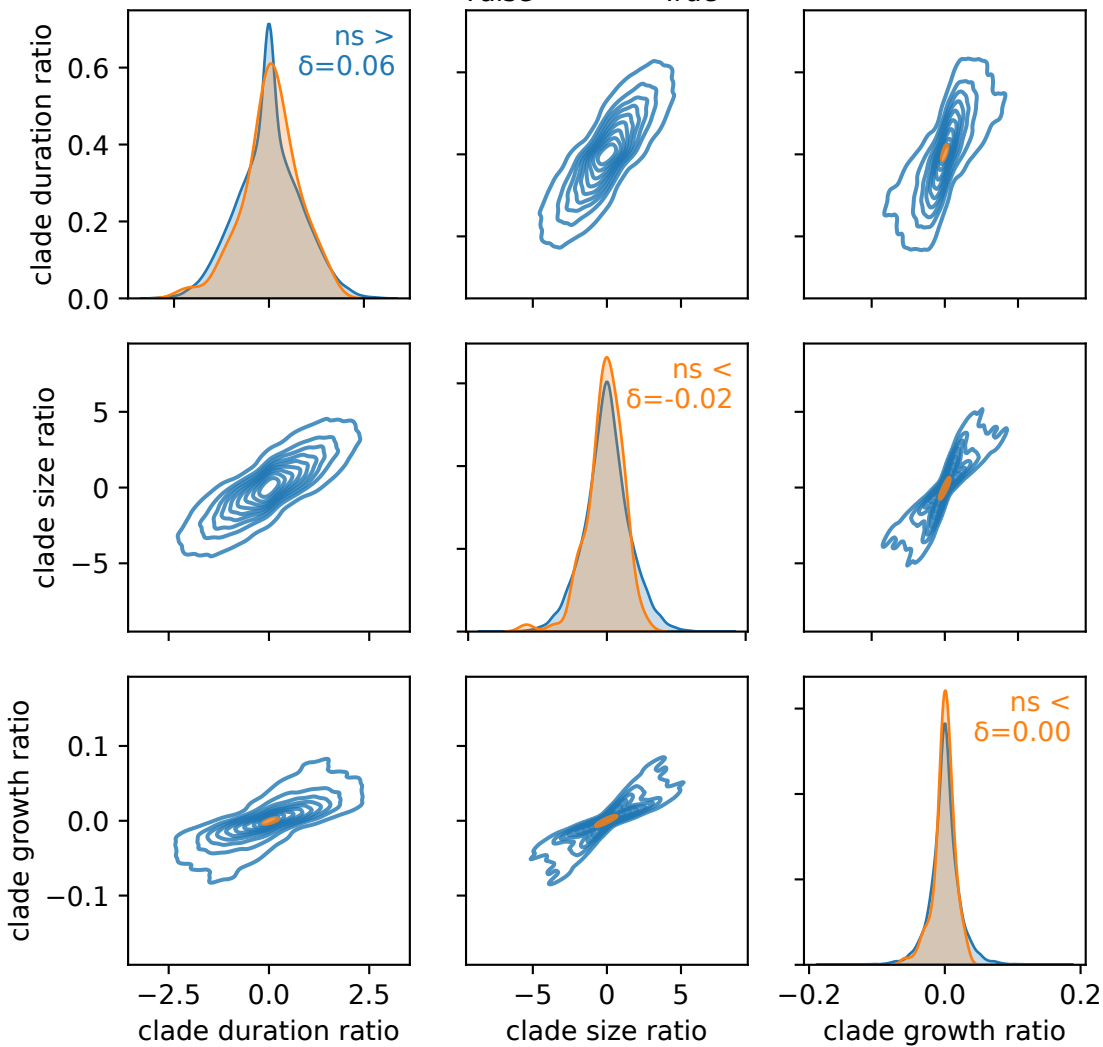 ns >
δ=0.06
clade duration ratio
0.6
0.4
0.2
0.0
ns <
δ=-0.02
clade size ratio
5
0
−5
ns <
δ=0.00
clade growth ratio
0.1
0.0
−0.1
−2.5 0.0 2.5
−5 0 5
−0.2 0.0 0.2
clade duration ratio
clade size ratio
clade growth ratio